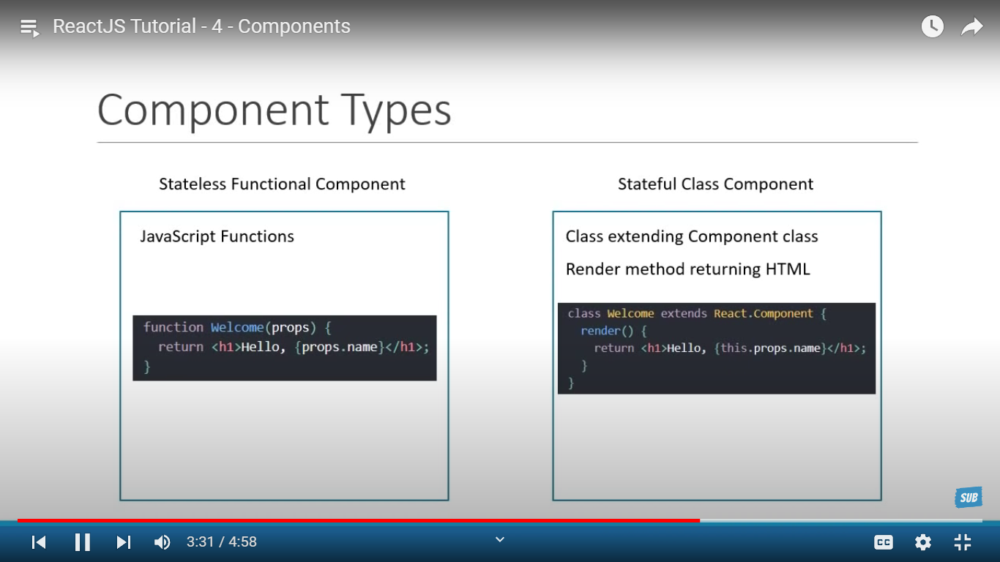 ReactJS Tutorial - 4 - Components
Component Types
Stateless Functional Component
JavaScript Functions
function Welcome(props) {
  return <h1>Hello, {props.name}</h1>;
}
Stateful Class Component
Class extending Component class
Render method returning HTML
class Welcome extends React.Component {
  render() {
    return <h1>Hello, {this.props.name}</h1>;
  }
}
SUB
3:31 / 4:58
CC